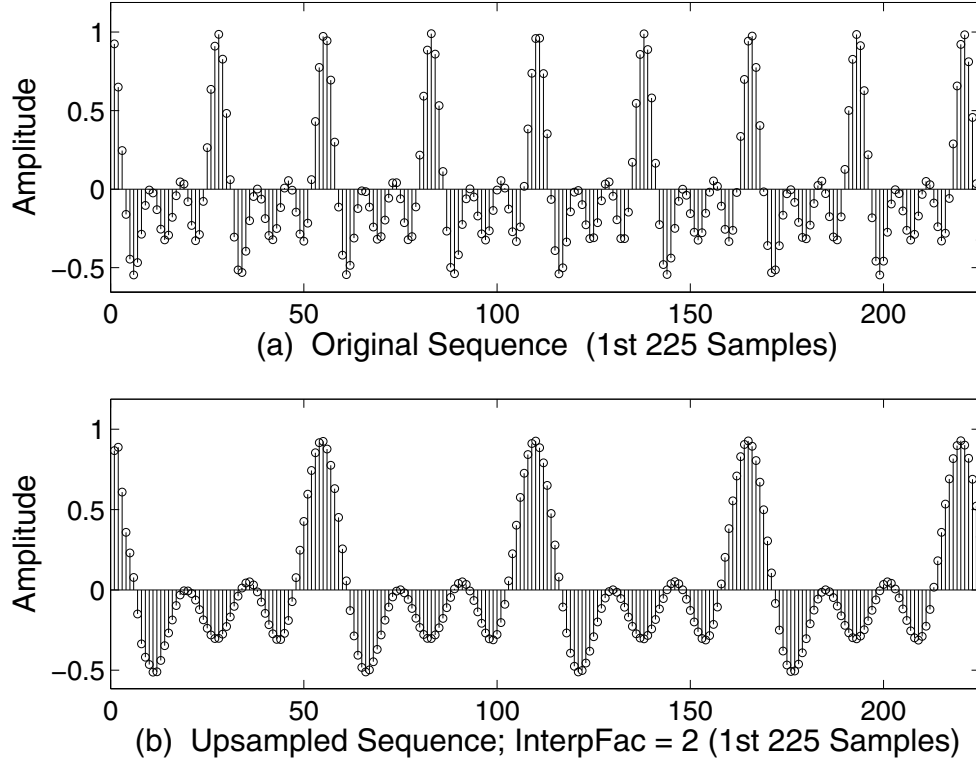 1
0.5
0
−0.5
Amplitude
0 50 100 150 200
(a) Original Sequence (1st 225 Samples)
1
0.5
0
−0.5
Amplitude
0 50 100 150 200
(b) Upsampled Sequence; InterpFac = 2 (1st 225 Samples)